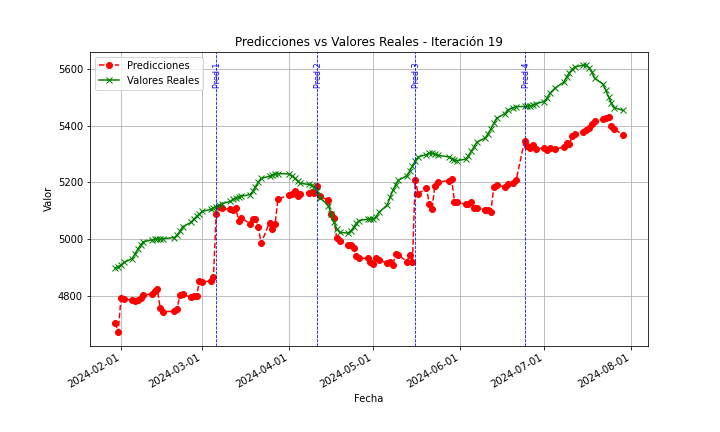 Predicciones vs Valores Reales - Iteración 19
Predicciones
Valores Reales
Pred 1
Pred 2
Pred 3
Pred 4
Valor
5600
5400
5200
5000
4800
2024-02-01
2024-03-01
2024-04-01
2024-05-01
2024-06-01
2024-07-01
2024-08-01
Fecha